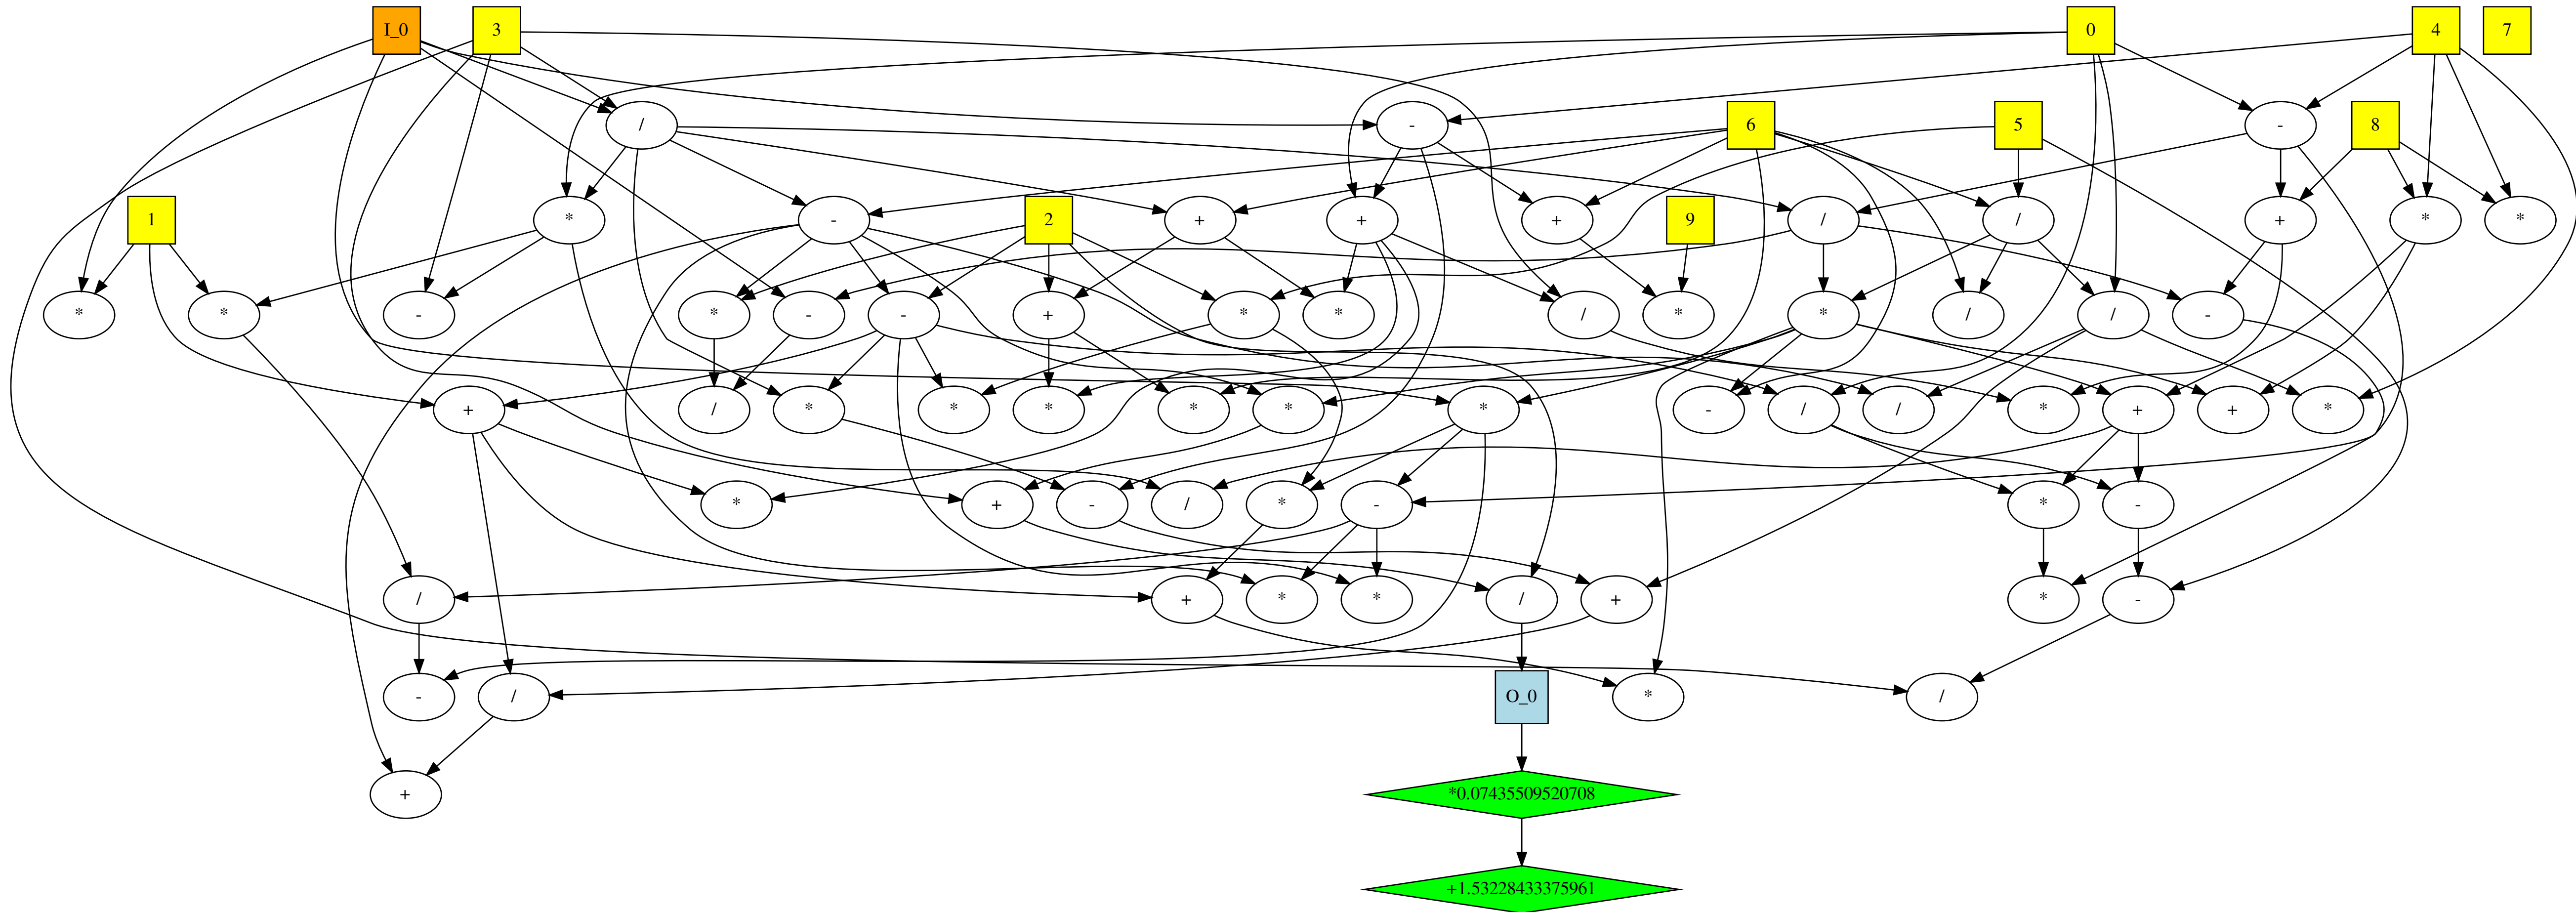 I_0 3 0 4 7
/ - 6 5 - 8
1 * - 2 + + + 9 / / + * *
* * - * - - + * * / * * / / -
+ / * * * * * * - / / * + + *
* + - / * - * -
/ + * * / + * -
- / O_0 * /
+ *0.07435509520708
+1.53228433375961